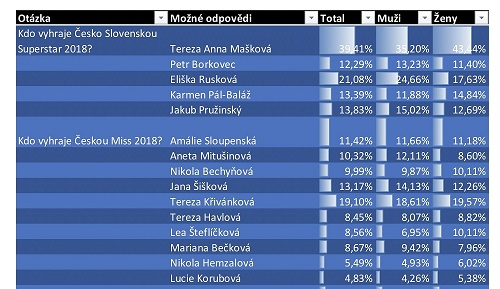 Otázka Možné odpovědi Total Muži Ženy
Kdo vyhraje Česko Slovenskou
Superstar 2018? Tereza Anna Mašková 39,41% 35,20% 43,44%
Petr Borkovec 12,29% 13,23% 11,40%
Eliška Rusková 21,08% 24,66% 17,63%
Karmen Pál-Baláž 13,39% 11,88% 14,84%
Jakub Pružinský 13,83% 15,02% 12,69%
Kdo vyhraje Českou Miss 2018? Amálie Sloupenská 11,42% 11,66% 11,18%
Aneta Mitušinová 10,32% 12,11% 8,60%
Nikola Bechyňová 9,99% 9,87% 10,11%
Jana Šišková 13,17% 14,13% 12,26%
Tereza Křivánková 19,10% 18,61% 19,57%
Tereza Havlová 8,45% 8,07% 8,82%
Lea Šteflíčková 8,56% 6,95% 10,11%
Mariana Bečková 8,67% 9,42% 7,96%
Nikola Hemzalová 5,49% 4,93% 6,02%
Lucie Korubová 4,83% 4,26% 5,38%